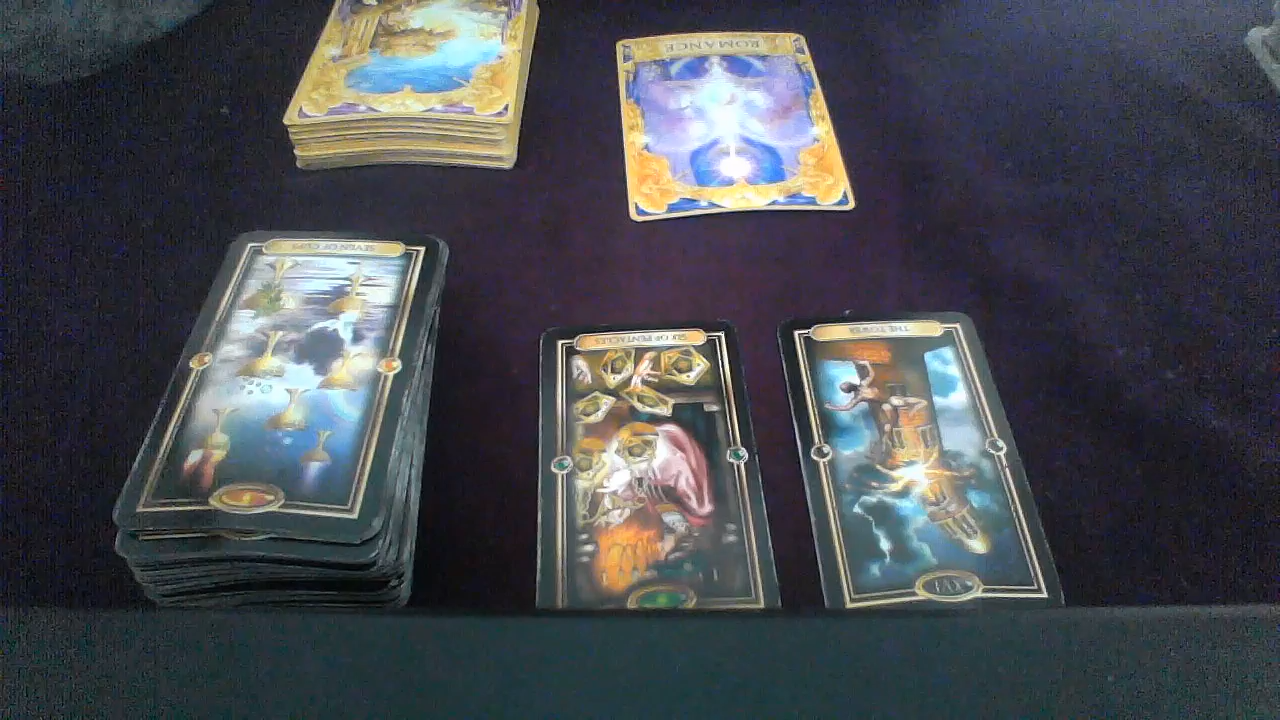 ROMANCE
SEVEN OF CUPS
SIX OF PENTACLES
THE TOWER
XVI